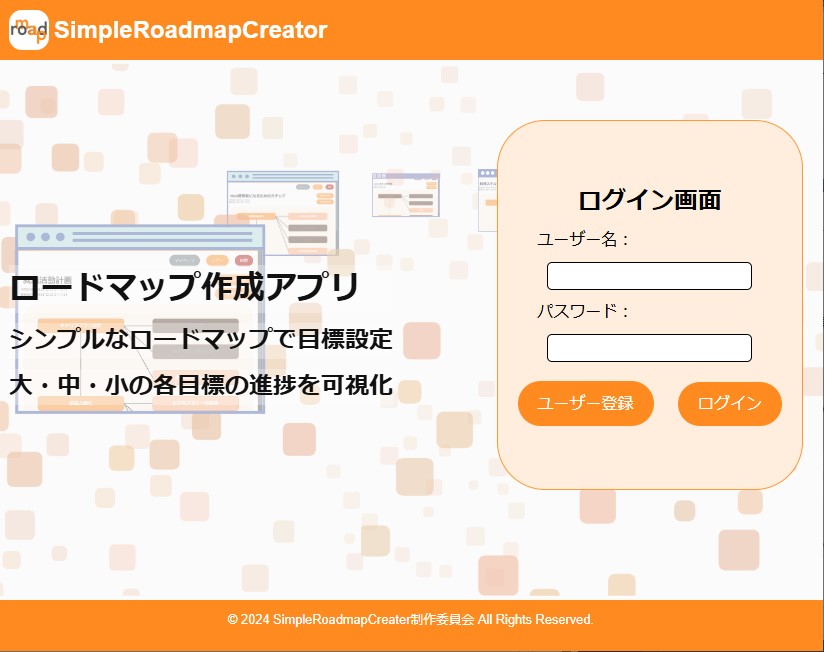 road
map
SimpleRoadmapCreator
ロードマップ作成アプリ
シンプルなロードマップで目標設定
大・中・小の各目標の進捗を可視化
ログイン画面
ユーザー名：
パスワード：
ユーザー登録
ログイン
© 2024 SimpleRoadmapCreater制作委員会 All Rights Reserved.